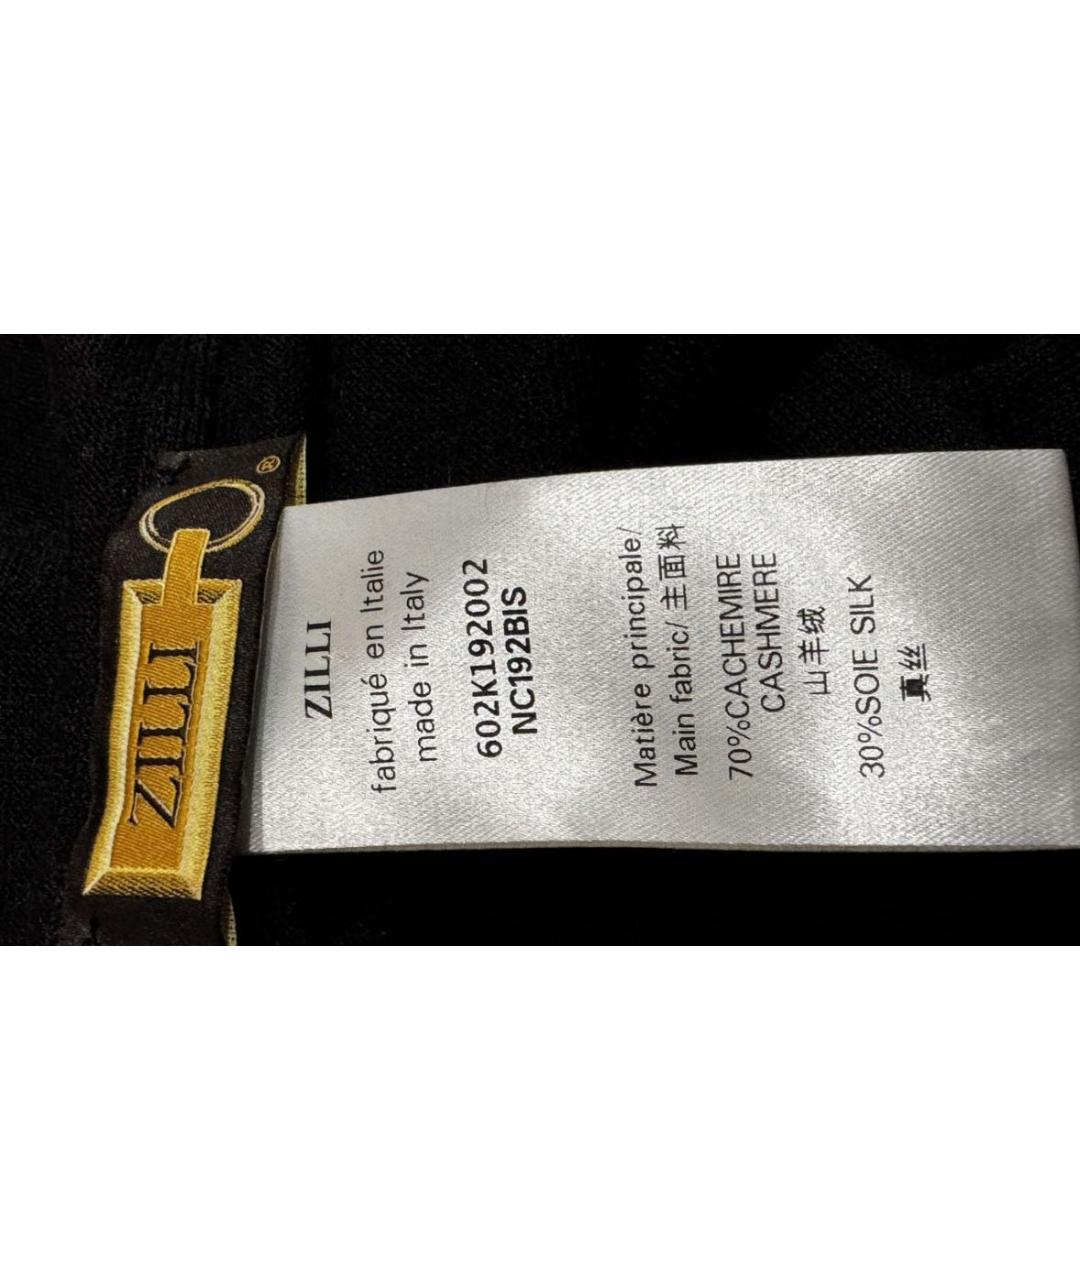 ZILLI
®
ZILLI
fabriqué en Italie
made in Italy
602K192002
NC192BIS
Matière principale/
Main fabric/ 主面料
70%CACHEMIRE
CASHMERE
山羊绒
30%SOIE SILK
真丝